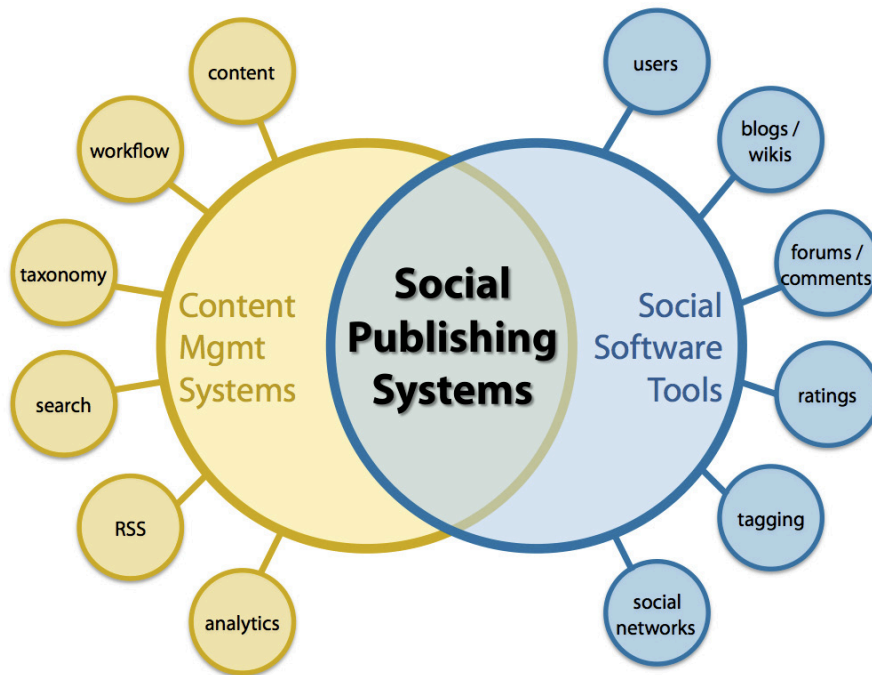 content
workflow
taxonomy
search
RSS
analytics
Content
Mgmt
Systems
Social
Publishing
Systems
Social
Software
Tools
users
blogs /
wikis
forums /
comments
ratings
tagging
social
networks